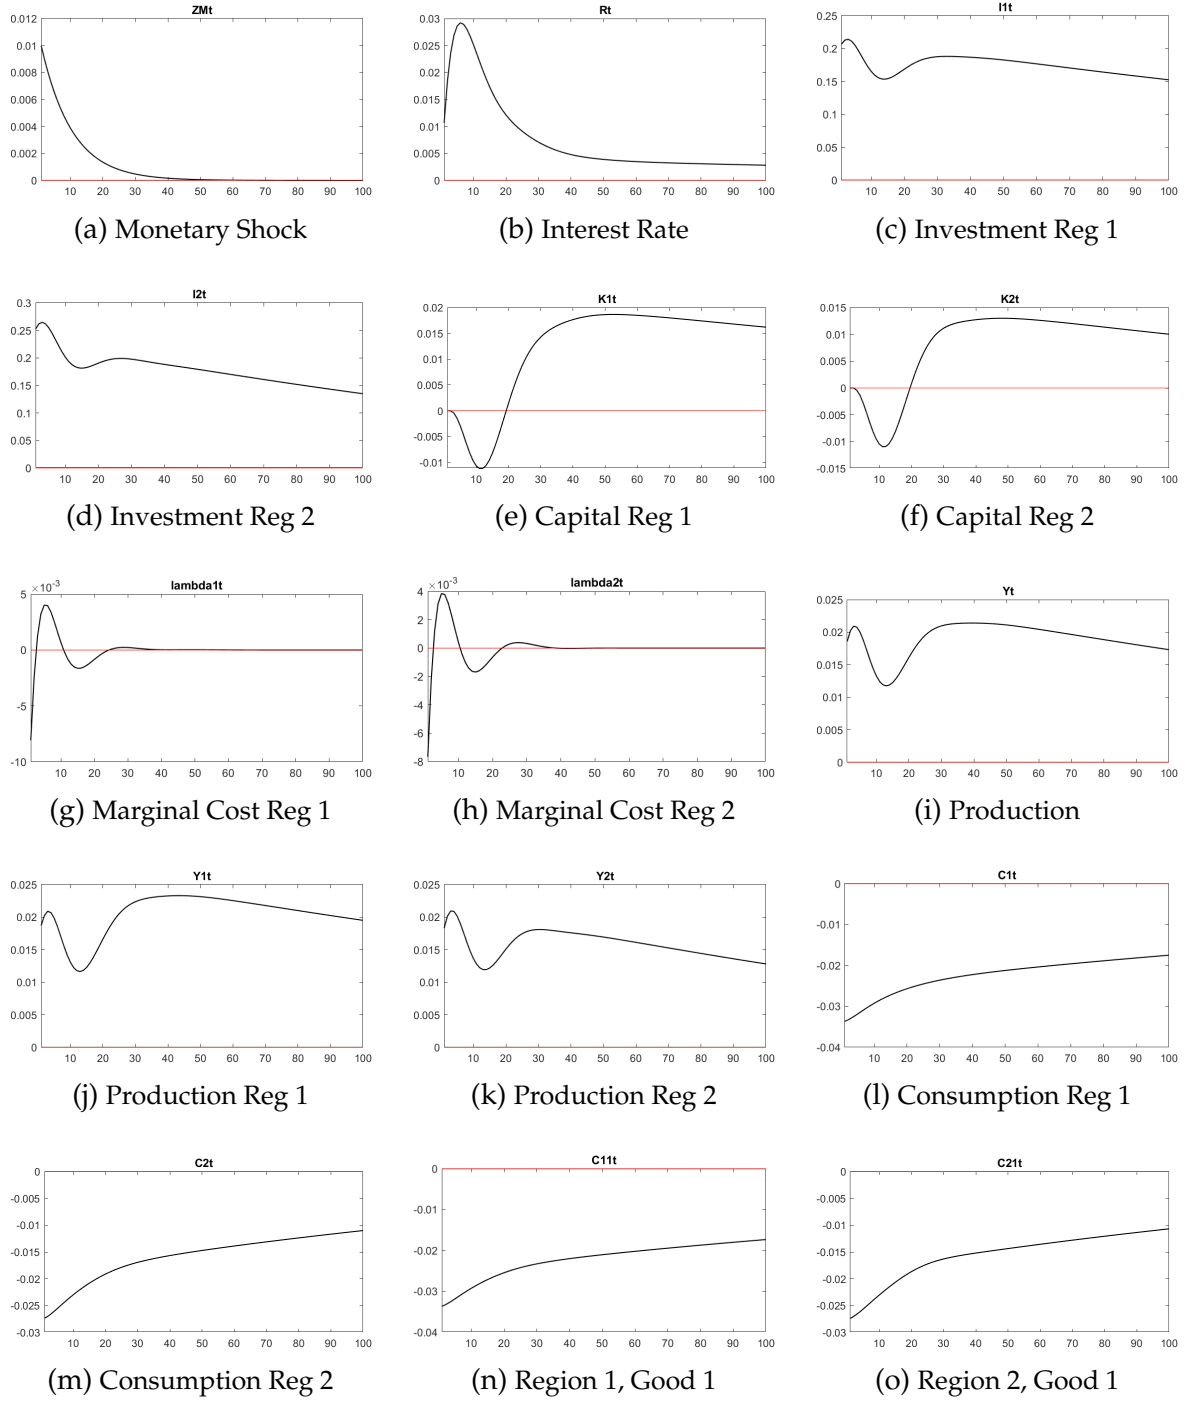 ZMt
0.012
0.01
0.008
0.006
0.004
0.002
0
10 20 30 40 50 60 70 80 90 100
(a) Monetary Shock
Rt
0.03
0.025
0.02
0.015
0.01
0.005
0
10 20 30 40 50 60 70 80 90 100
(b) Interest Rate
I1t
0.25
0.2
0.15
0.1
0.05
0
10 20 30 40 50 60 70 80 90 100
(c) Investment Reg 1
I2t
0.3
0.25
0.2
0.15
0.1
0.05
0
10 20 30 40 50 60 70 80 90 100
(d) Investment Reg 2
K1t
0.02
0.015
0.01
0.005
0
-0.005
-0.01
10 20 30 40 50 60 70 80 90 100
(e) Capital Reg 1
K2t
0.02
0.015
0.01
0.005
0
-0.005
-0.01
-0.015
10 20 30 40 50 60 70 80 90 100
(f) Capital Reg 2
lambda1t
×10-3
5
0
-5
-10
10 20 30 40 50 60 70 80 90 100
(g) Marginal Cost Reg 1
lambda2t
×10-3
4
2
0
-2
-4
-6
-8
10 20 30 40 50 60 70 80 90 100
(h) Marginal Cost Reg 2
Yt
0.025
0.02
0.015
0.01
0.005
0
10 20 30 40 50 60 70 80 90 100
(i) Production
Y1t
0.025
0.02
0.015
0.01
0.005
0
10 20 30 40 50 60 70 80 90 100
(j) Production Reg 1
Y2t
0.025
0.02
0.015
0.01
0.005
0
10 20 30 40 50 60 70 80 90 100
(k) Production Reg 2
C1t
0
-0.01
-0.02
-0.03
-0.04
10 20 30 40 50 60 70 80 90 100
(l) Consumption Reg 1
C2t
0
-0.005
-0.01
-0.015
-0.02
-0.025
-0.03
10 20 30 40 50 60 70 80 90 100
(m) Consumption Reg 2
C11t
0
-0.01
-0.02
-0.03
-0.04
10 20 30 40 50 60 70 80 90 100
(n) Region 1, Good 1
C21t
0
-0.005
-0.01
-0.015
-0.02
-0.025
-0.03
10 20 30 40 50 60 70 80 90 100
(o) Region 2, Good 1